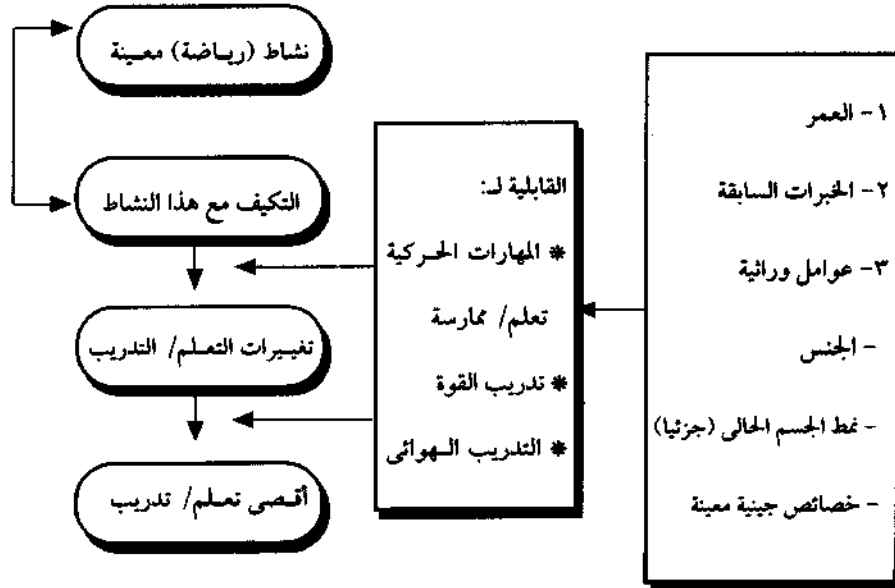 نشاط (رياضة) معينة
التكيف مع هذا النشاط
تغييرات التعلم/ التدريب
أقصى تعلم/ تدريب
القابلية لـ:
* المهارات الحركية
تعلم/ ممارسة
* تدريب القوة
* التدريب الهوائى
١- العمر
٢- الخبرات السابقة
٣- عوامل وراثية
- الجنس
- نمط الجسم الحالى (جزئيا)
- خصائص جينية معينة